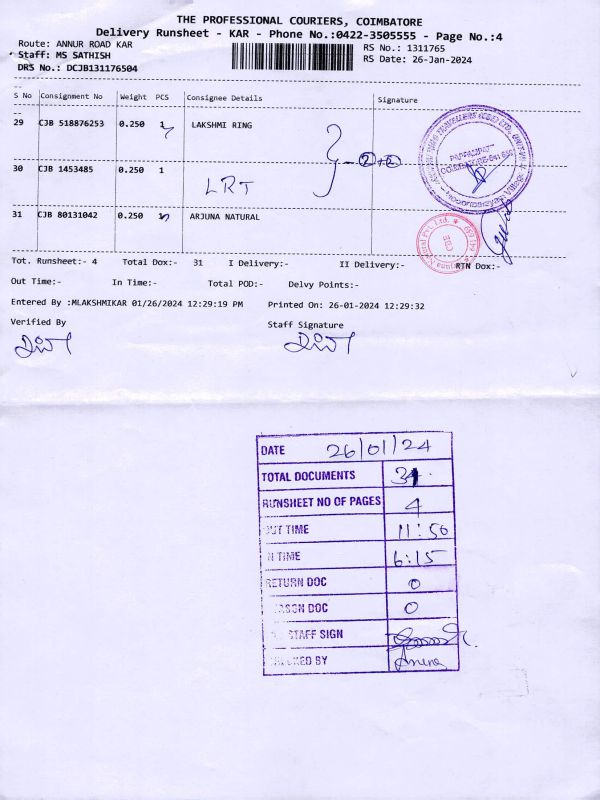 THE PROFESSIONAL COURIERS, COIMBATORE
Delivery Runsheet - KAR - Phone No.:0422-3505555 - Page No.:4
Route: ANNUR ROAD KAR
RS No.: 1311765
Staff: MS SATHISH
RS Date: 26-Jan-2024
DRS No.: DCJB131176504
S No Consignment No Weight PCS Consignee Details Signature
29 CJB 518876253 0.250 1 LAKSHMI RING
2+2
30 CJB 1453485 0.250 1
LRT
31 CJB 80131042 0.250 ARJUNA NATURAL
Tot. Runsheet:- 4 Total Dox:- 31 I Delivery:- II Delivery:- RTN Dox:-
Out Time:- In Time:- Total POD:- Delvy Points:-
Entered By :MLAKSHMIKAR 01/26/2024 12:29:19 PM Printed On: 26-01-2024 12:29:32
Verified By Staff Signature
DATE 26/01/24
TOTAL DOCUMENTS 31
RUNSHEET NO OF PAGES 4
OUT TIME 11:50
IN TIME 6:15
RETURN DOC 0
REASON DOC 0
STAFF SIGN
CHECKED BY